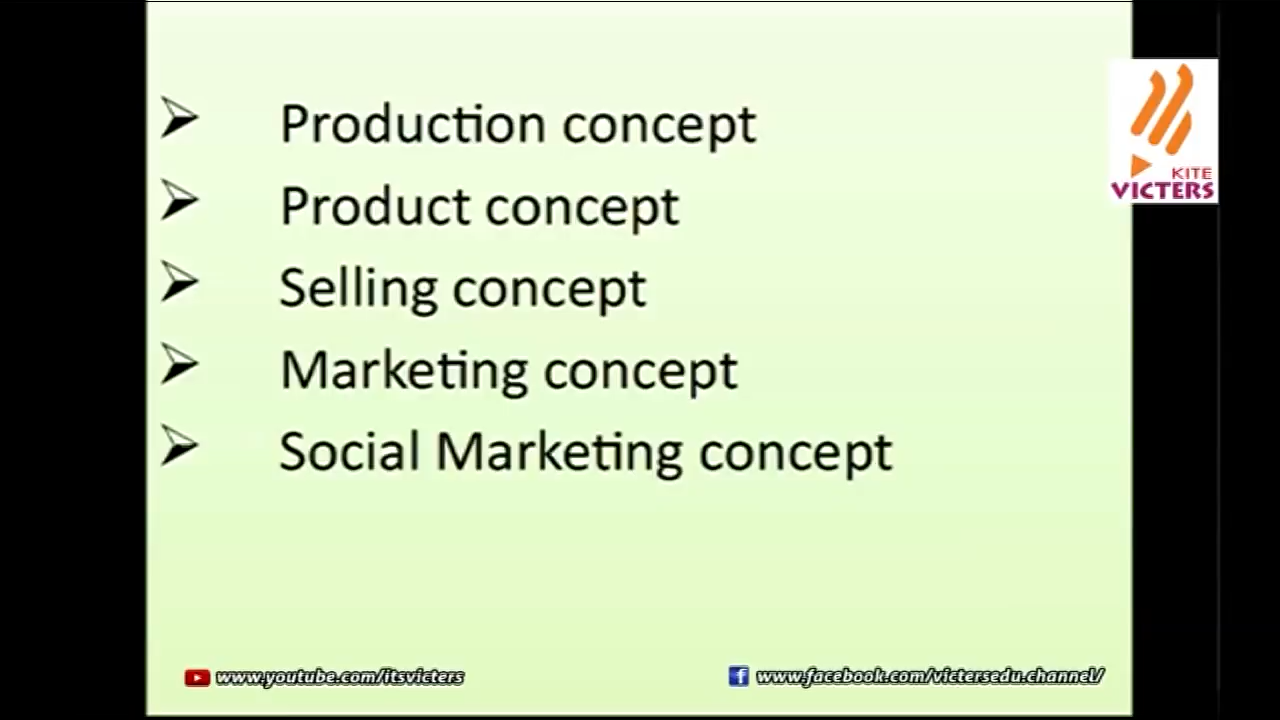 Production concept
Product concept
Selling concept
Marketing concept
Social Marketing concept
KITE
VICTERS
www.youtube.com/itsvicters
www.facebook.com/victersedu.channel/